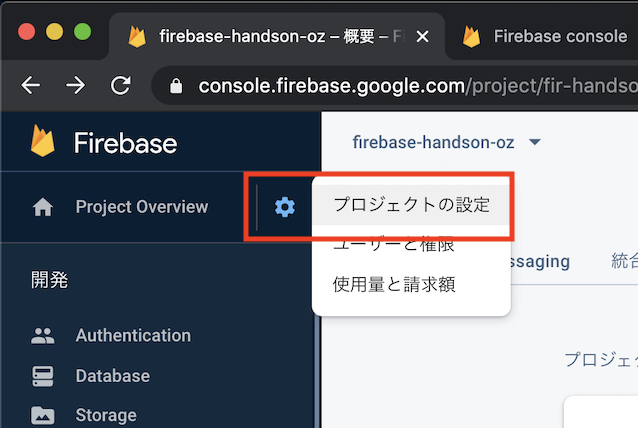 firebase-handson-oz – 概要 – F
Firebase console
console.firebase.google.com/project/fir-handso
Firebase
firebase-handson-oz
Project Overview
プロジェクトの設定
ユーザーと権限
使用量と請求額
ssaging
統合
開発
プロジェク
Authentication
Database
Storage